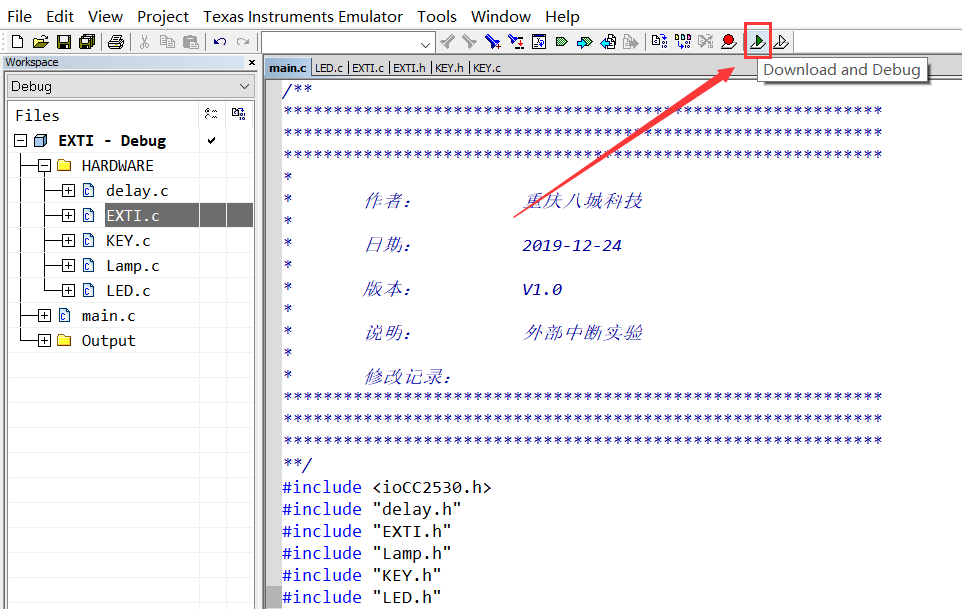 File Edit View Project Texas Instruments Emulator Tools Window Help
Workspace
main.c LED.c EXTI.c EXTI.h KEY.h KEY.c
Download and Debug
Debug
Files
EXTI - Debug
HARDWARE
delay.c
EXTI.c
KEY.c
Lamp.c
LED.c
main.c
Output
/**
************************************************************
************************************************************
************************************************************
*
* 作者: 重庆八城科技
*
* 日期: 2019-12-24
*
* 版本: V1.0
*
* 说明: 外部中断实验
*
* 修改记录:
************************************************************
************************************************************
************************************************************
**/
#include <ioCC2530.h>
#include "delay.h"
#include "EXTI.h"
#include "Lamp.h"
#include "KEY.h"
#include "LED.h"